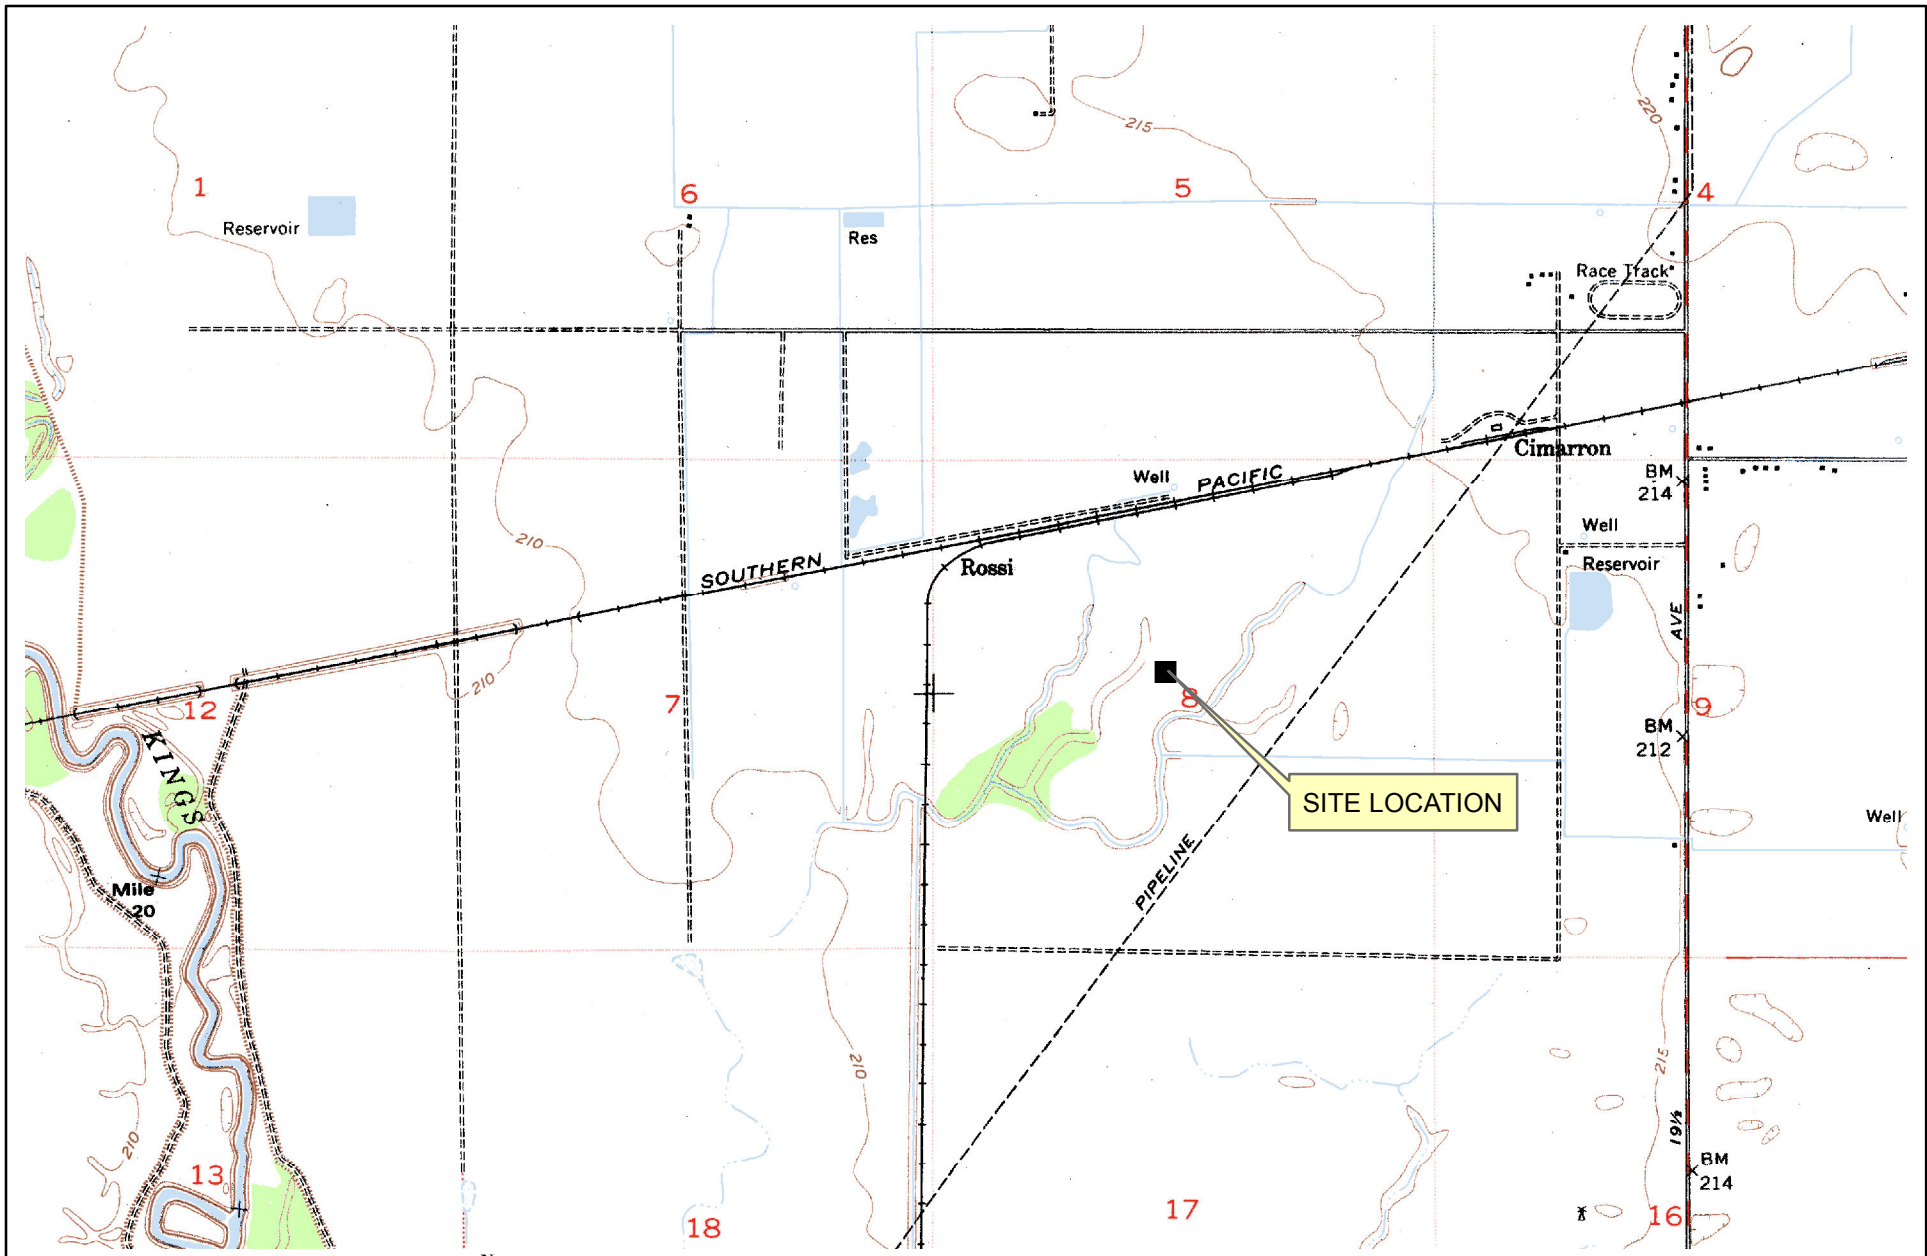 215
220
1
6
5
4
Reservoir
Res
Race Track
Cimarron
BM
214
Well
PACIFIC
210
SOUTHERN
Rossi
Well
Reservoir
AVE
210
12
7
8
9
BM
212
KINGS
SITE LOCATION
Well
Mile
20
PIPELINE
210
215
210
19½
13
BM
214
18
17
16